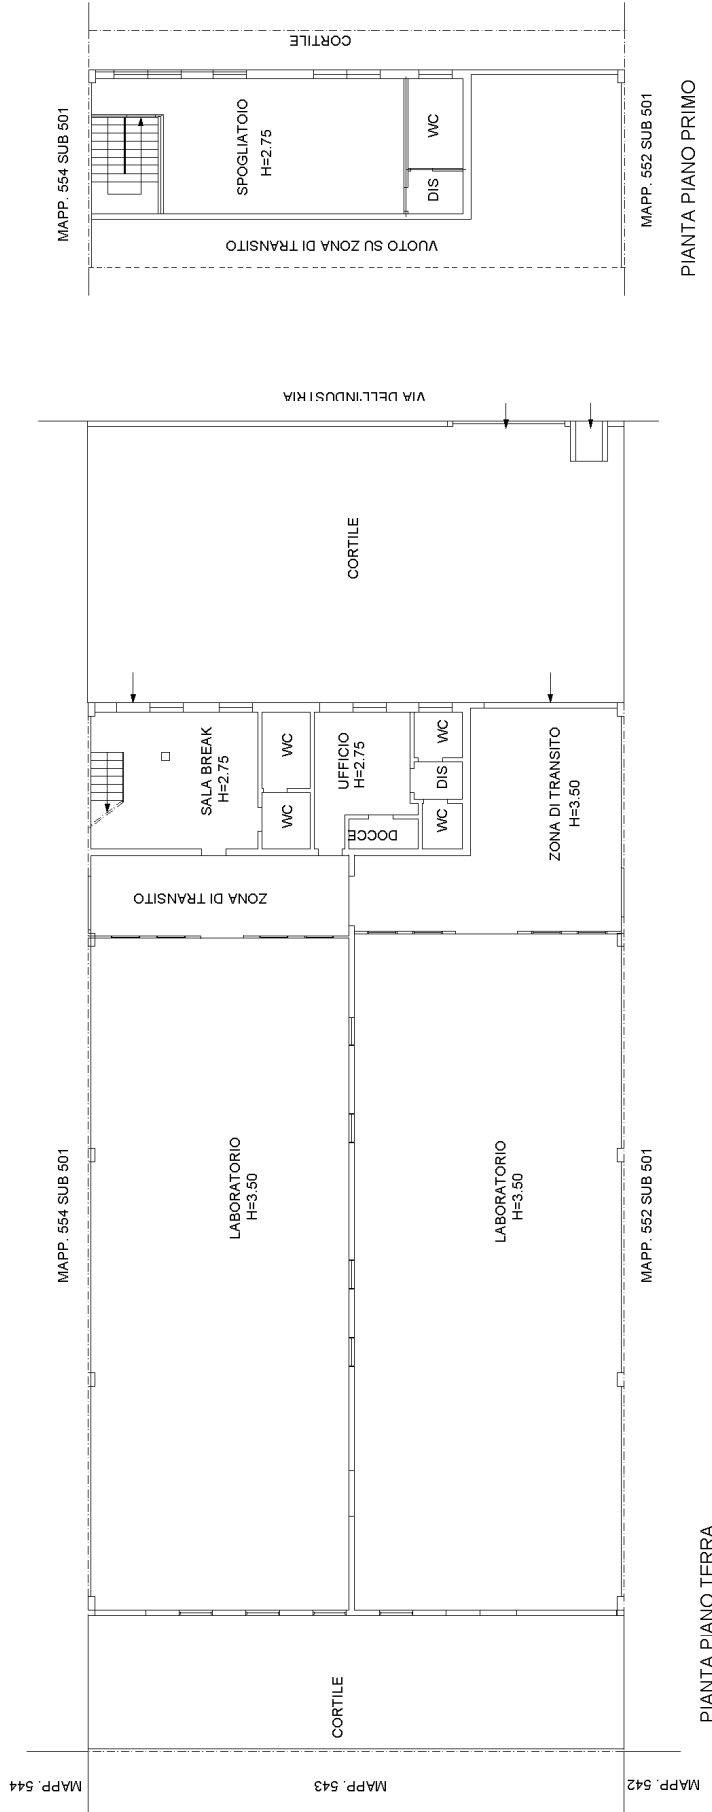 CORTILE
MAPP. 554 SUB 501
SPOGLIATOIO
H=2.75
WC
DIS
VUOTO SU ZONA DI TRANSITO
MAPP. 552 SUB 501
PIANTA PIANO PRIMO
VIA DELL'INDUSTRIA
CORTILE
SALA BREAK
H=2.75
WC
WC
UFFICIO
H=2.75
DOCCE
WC
DIS
WC
ZONA DI TRANSITO
H=3.50
ZONA DI TRANSITO
MAPP. 554 SUB 501
LABORATORIO
H=3.50
LABORATORIO
H=3.50
MAPP. 552 SUB 501
PIANTA PIANO TERRA
CORTILE
MAPP. 544
MAPP. 543
MAPP. 542